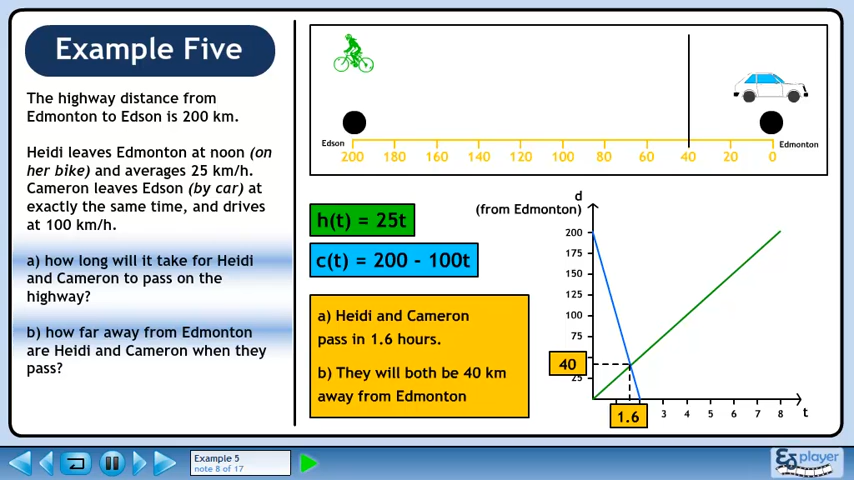 Example Five
The highway distance from
Edmonton to Edson is 200 km.
Heidi leaves Edmonton at noon (on
her bike) and averages 25 km/h.
Cameron leaves Edson (by car) at
exactly the same time, and drives
at 100 km/h.
a) how long will it take for Heidi
and Cameron to pass on the
highway?
b) how far away from Edmonton
are Heidi and Cameron when they
pass?
Edson
Edmonton
200 180 160 140 120 100 80 60 40 20 0
h(t) = 25t
c(t) = 200 - 100t
a) Heidi and Cameron
pass in 1.6 hours.
b) They will both be 40 km
away from Edmonton
d
(from Edmonton)
200
175
150
125
100
75
40
25
1.6 3 4 5 6 7 8 t
Example 5
note 8 of 17
player